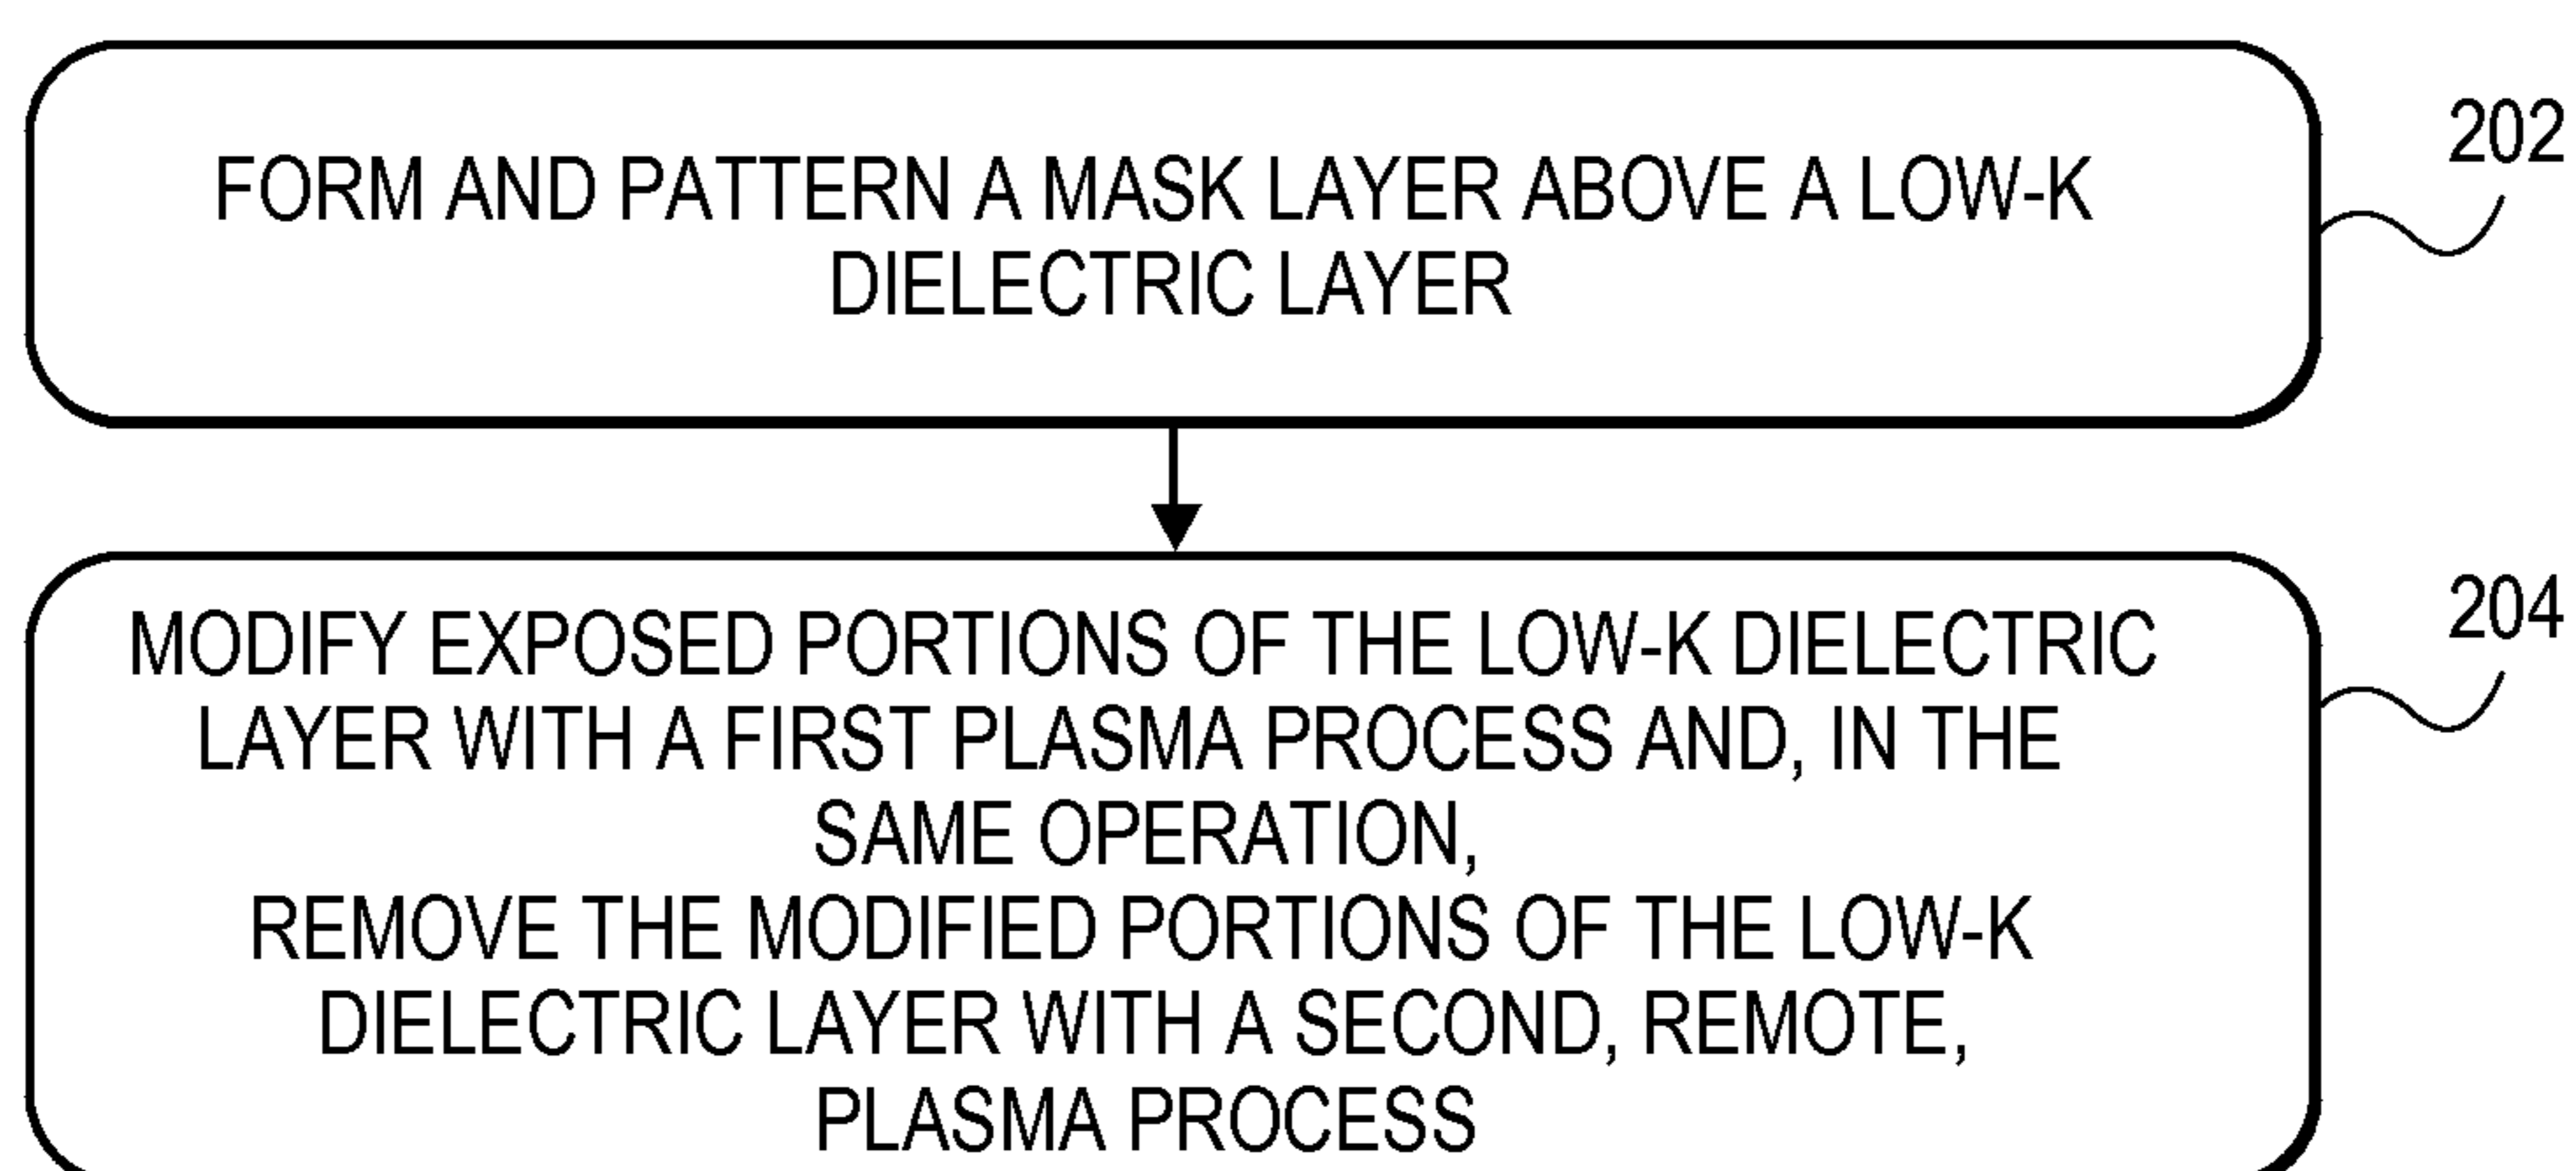 FORM AND PATTERN A MASK LAYER ABOVE A LOW-K
DIELECTRIC LAYER
202
MODIFY EXPOSED PORTIONS OF THE LOW-K DIELECTRIC
LAYER WITH A FIRST PLASMA PROCESS AND, IN THE
SAME OPERATION,
REMOVE THE MODIFIED PORTIONS OF THE LOW-K
DIELECTRIC LAYER WITH A SECOND, REMOTE,
PLASMA PROCESS
204